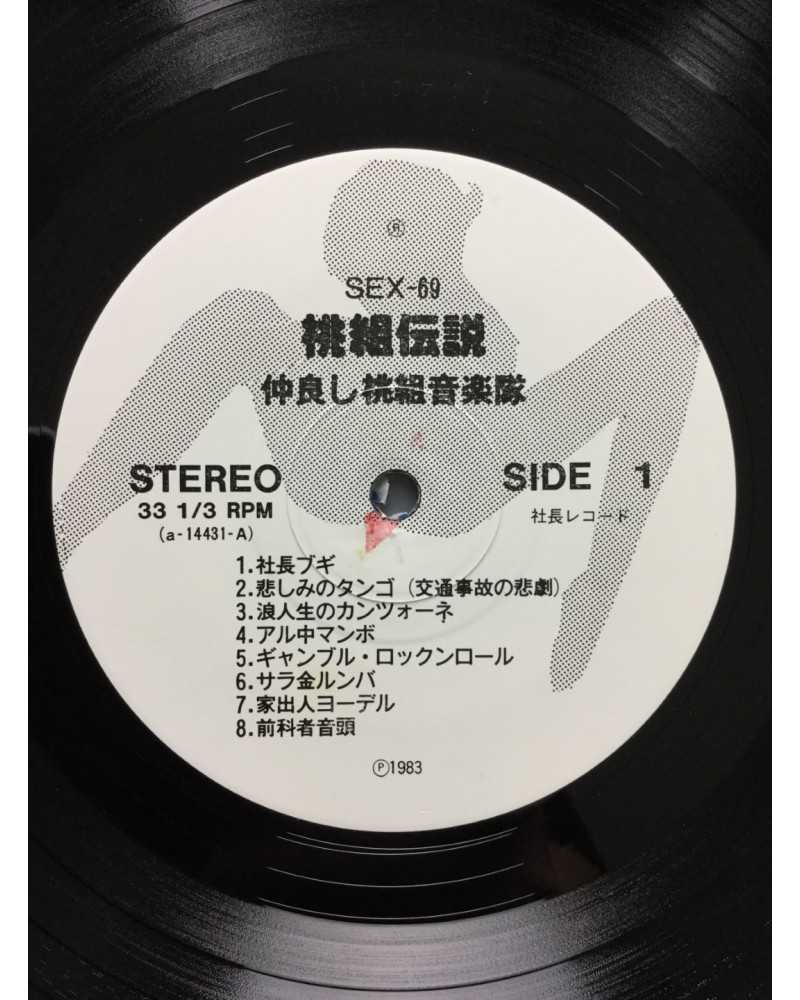 Ⓡ
SEX-69
桃組伝説
仲良し桃組音楽隊
STEREO
SIDE 1
33 1/3 RPM
社長レコード
(a-14431-A)
1.社長ブギ
2.悲しみのタンゴ（交通事故の悲劇）
3.浪人生のカンツォーネ
4.アル中マンボ
5.ギャンブル・ロックンロール
6.サラ金ルンバ
7.家出人ヨーデル
8.前科者音頭
Ⓟ1983